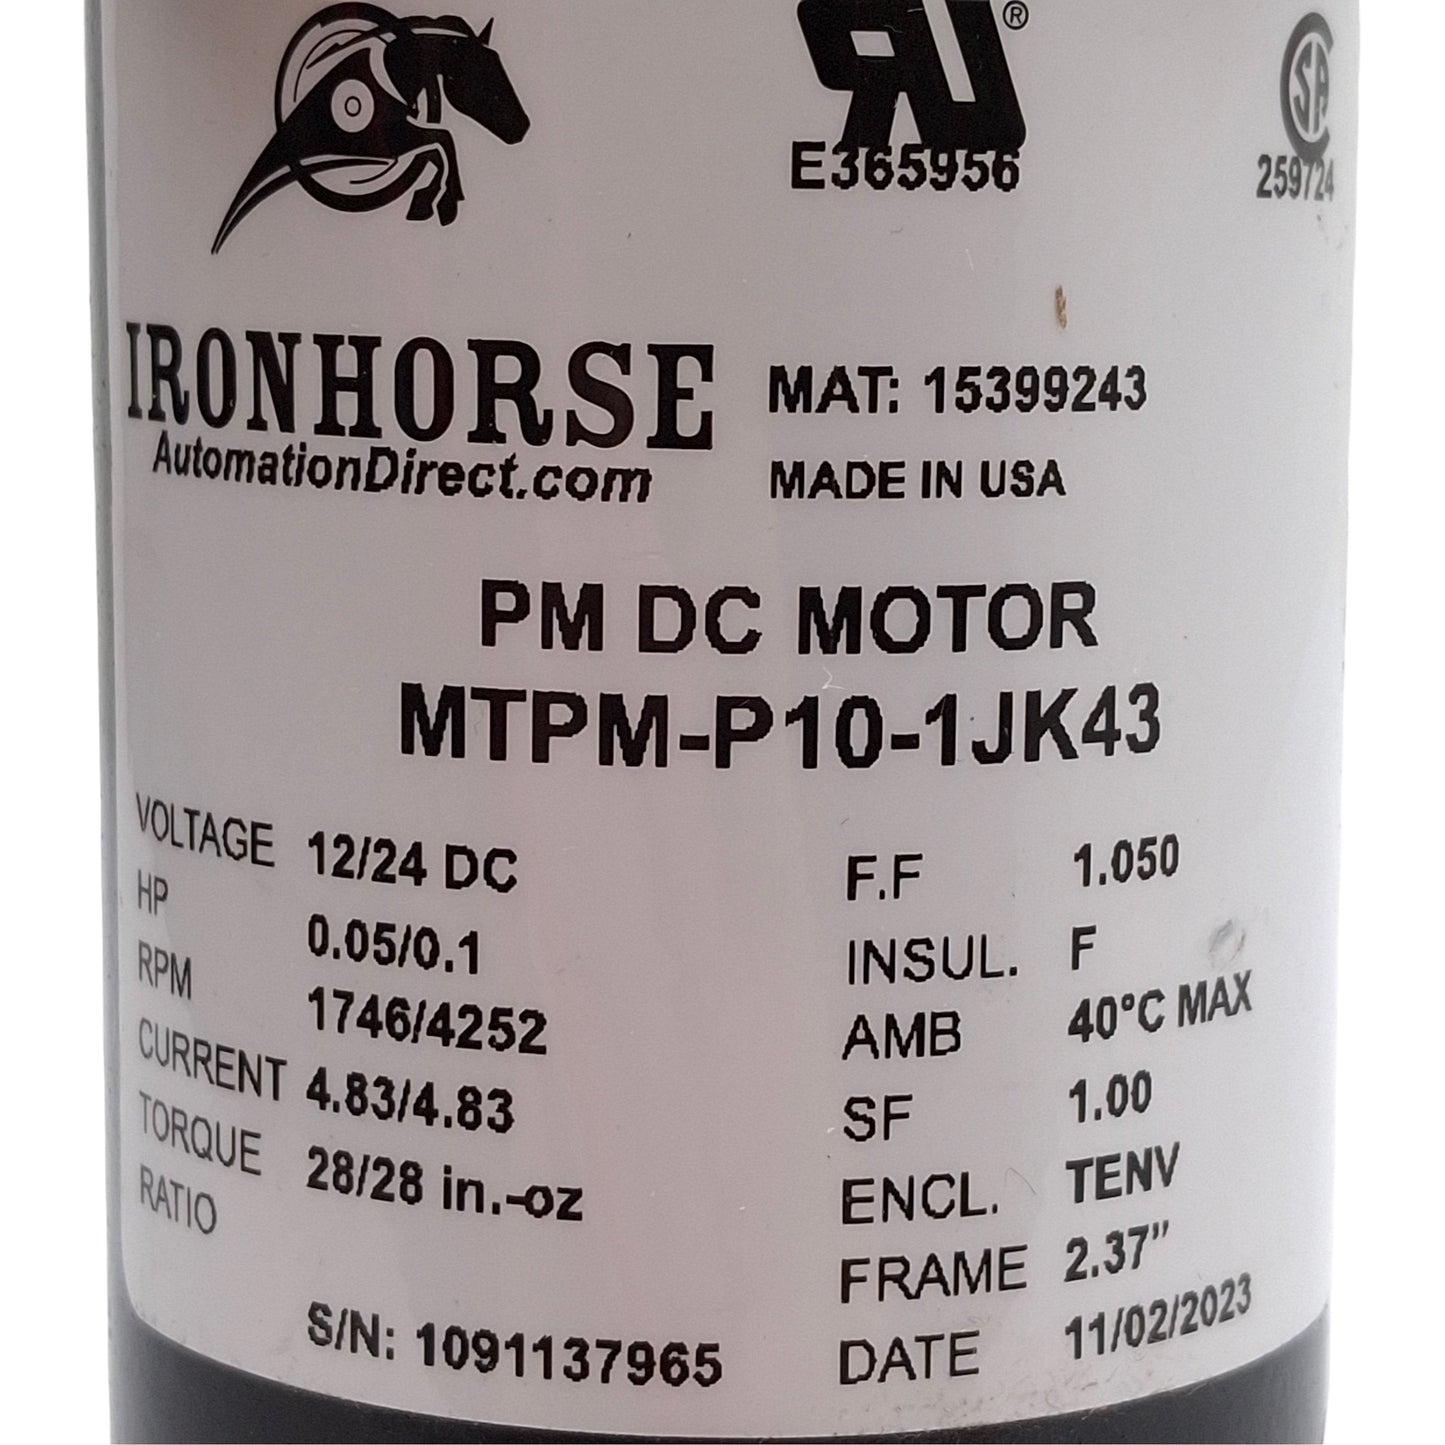 ®
E365956
259724
IRONHORSE
AutomationDirect.com
MAT: 15399243
MADE IN USA
PM DC MOTOR
MTPM-P10-1JK43
VOLTAGE 12/24 DC
HP 0.05/0.1
RPM 1746/4252
CURRENT 4.83/4.83
TORQUE 28/28 in.-oz
RATIO
S/N: 1091137965
F.F 1.050
INSUL. F
AMB 40°C MAX
SF 1.00
ENCL. TENV
FRAME 2.37”
DATE 11/02/2023